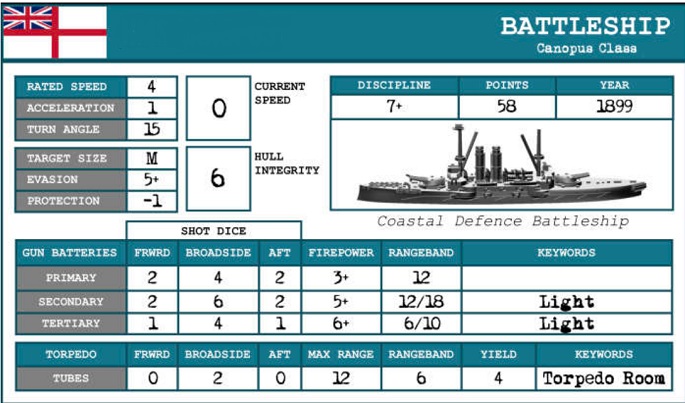 BATTLESHIP
Canopus Class
RATED SPEED 4
ACCELERATION 1
TURN ANGLE 15
0 CURRENT SPEED
TARGET SIZE M
EVASION 5+
PROTECTION -1
6 HULL INTEGRITY
DISCIPLINE POINTS YEAR
7+ 58 1899
Coastal Defence Battleship
SHOT DICE
GUN BATTERIES FRWRD BROADSIDE AFT FIREPOWER RANGEBAND KEYWORDS
PRIMARY 2 4 2 3+ 12
SECONDARY 2 6 2 5+ 12/18 Light
TERTIARY 1 4 1 6+ 6/10 Light
TORPEDO FRWRD BROADSIDE AFT MAX RANGE RANGEBAND YIELD KEYWORDS
TUBES 0 2 0 12 6 4 Torpedo Room